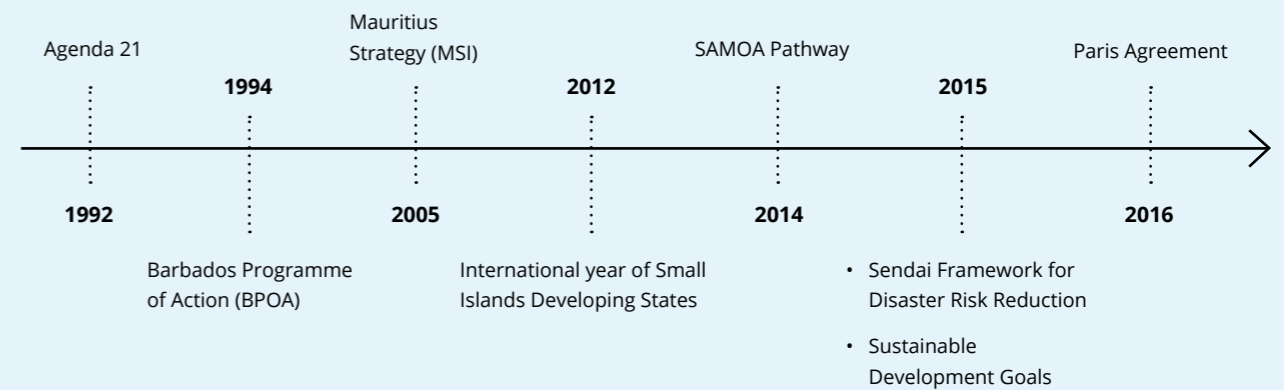 Mauritius
Strategy (MSI)
Agenda 21
SAMOA Pathway
Paris Agreement
1994
2012
2015
1992
2005
2014
2016
Barbados Programme
of Action (BPOA)
International year of Small
Islands Developing States
• Sendai Framework for
Disaster Risk Reduction
• Sustainable
Development Goals